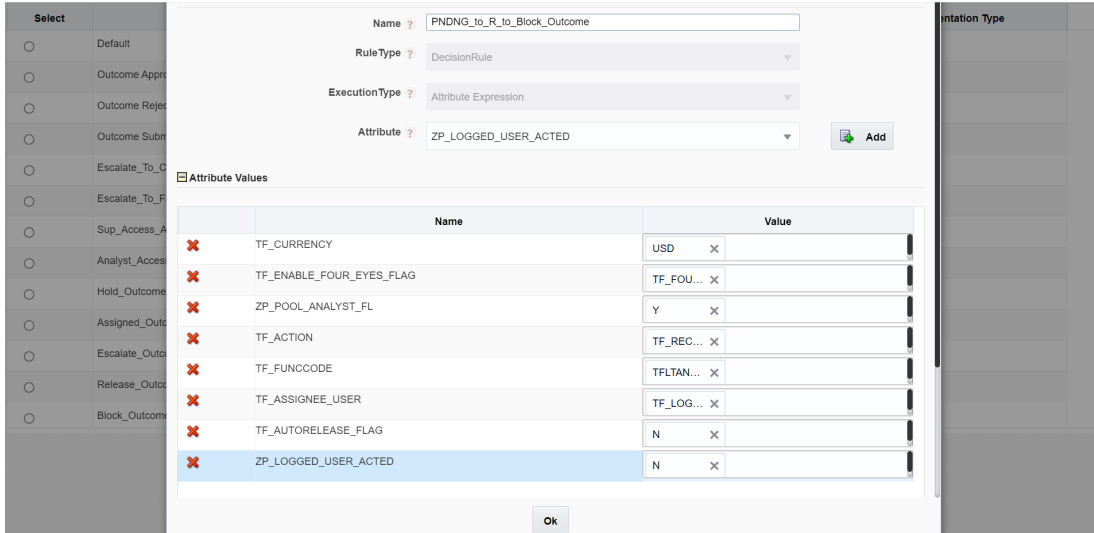 Select
entation Type
Default
Outcome Appro
Outcome Rejec
Outcome Subm
Escalate_To_C
Escalate_To_F
Sup_Access_A
Analyst_Acces
Hold_Outcome
Assigned_Outc
Escalate_Outc
Release_Outco
Block_Outcome
Name ? PNDNG_to_R_to_Block_Outcome
RuleType ? DecisionRule
ExecutionType ? Attribute Expression
Attribute ? ZP_LOGGED_USER_ACTED Add
Attribute Values
Name Value
TF_CURRENCY USD
TF_ENABLE_FOUR_EYES_FLAG TF_FOU...
ZP_POOL_ANALYST_FL Y
TF_ACTION TF_REC...
TF_FUNCCODE TFLTAN...
TF_ASSIGNEE_USER TF_LOG...
TF_AUTORELEASE_FLAG N
ZP_LOGGED_USER_ACTED N
Ok